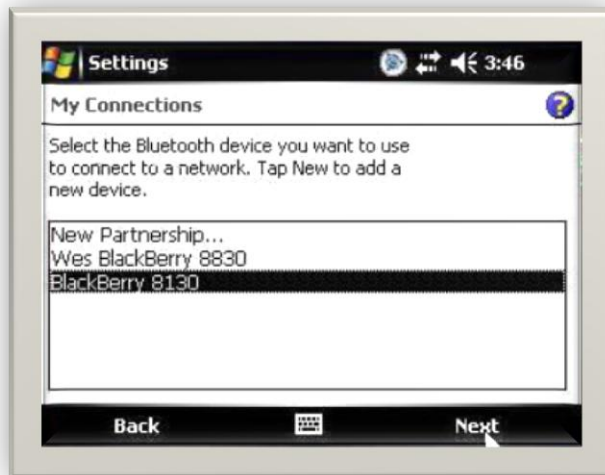 Settings
3:46
My Connections
Select the Bluetooth device you want to use
to connect to a network. Tap New to add a
new device.
New Partnership...
Wes BlackBerry 8830
BlackBerry 8130
Back
Next